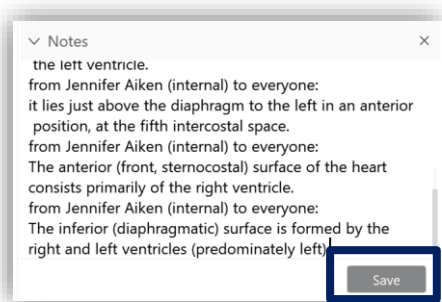 Notes
the left ventricle.
from Jennifer Aiken (internal) to everyone:
it lies just above the diaphragm to the left in an anterior
position, at the fifth intercostal space.
from Jennifer Aiken (internal) to everyone:
The anterior (front, sternocostal) surface of the heart
consists primarily of the right ventricle.
from Jennifer Aiken (internal) to everyone:
The inferior (diaphragmatic) surface is formed by the
right and left ventricles (predominately left)
Save